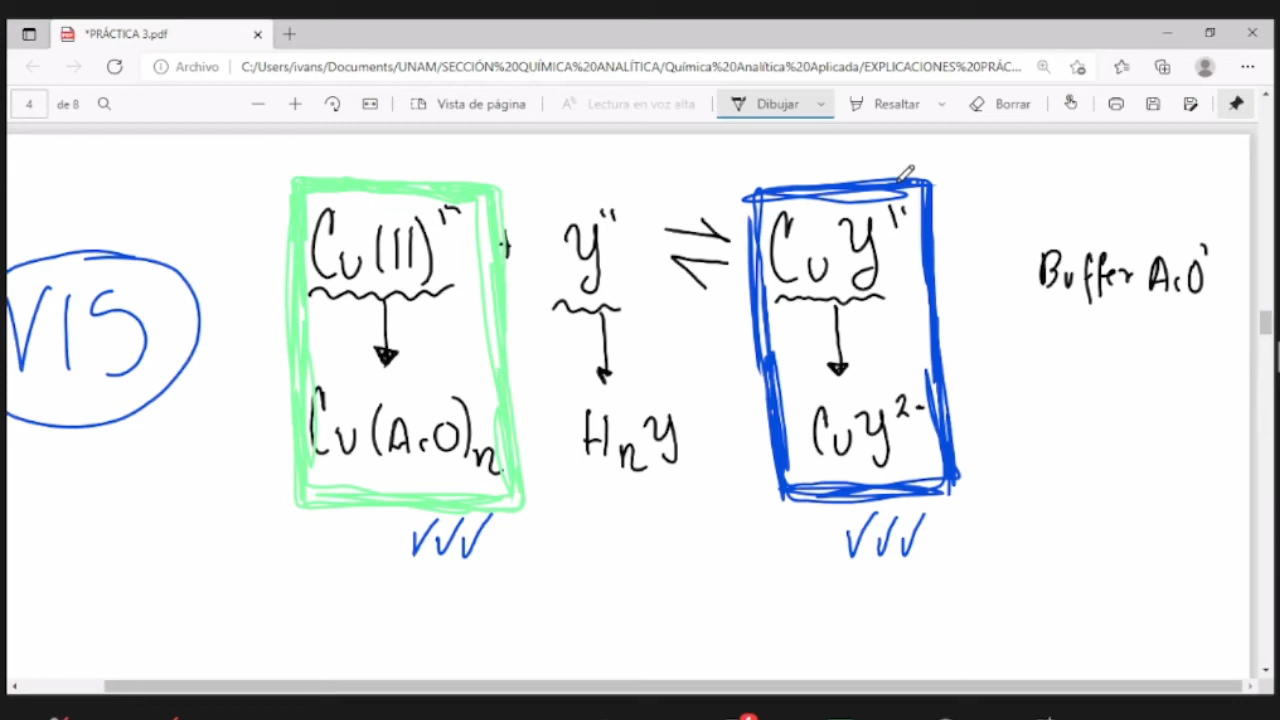 *PRÁCTICA 3.pdf
Archivo C:/Users/ivans/Documents/UNAM/SECCIÓN%20QUÍMICA%20ANALÍTICA/Química%20Analítica%20Aplicada/EXPLICACIONES%20PRÁC...
4 de 8 Vista de página Lectura en voz alta Dibujar Resaltar Borrar
Cu(II)'' + Y'' ⇌ CuY'' Buffer AcO'
VIS
Cu(AcO)n HnY CuY2-